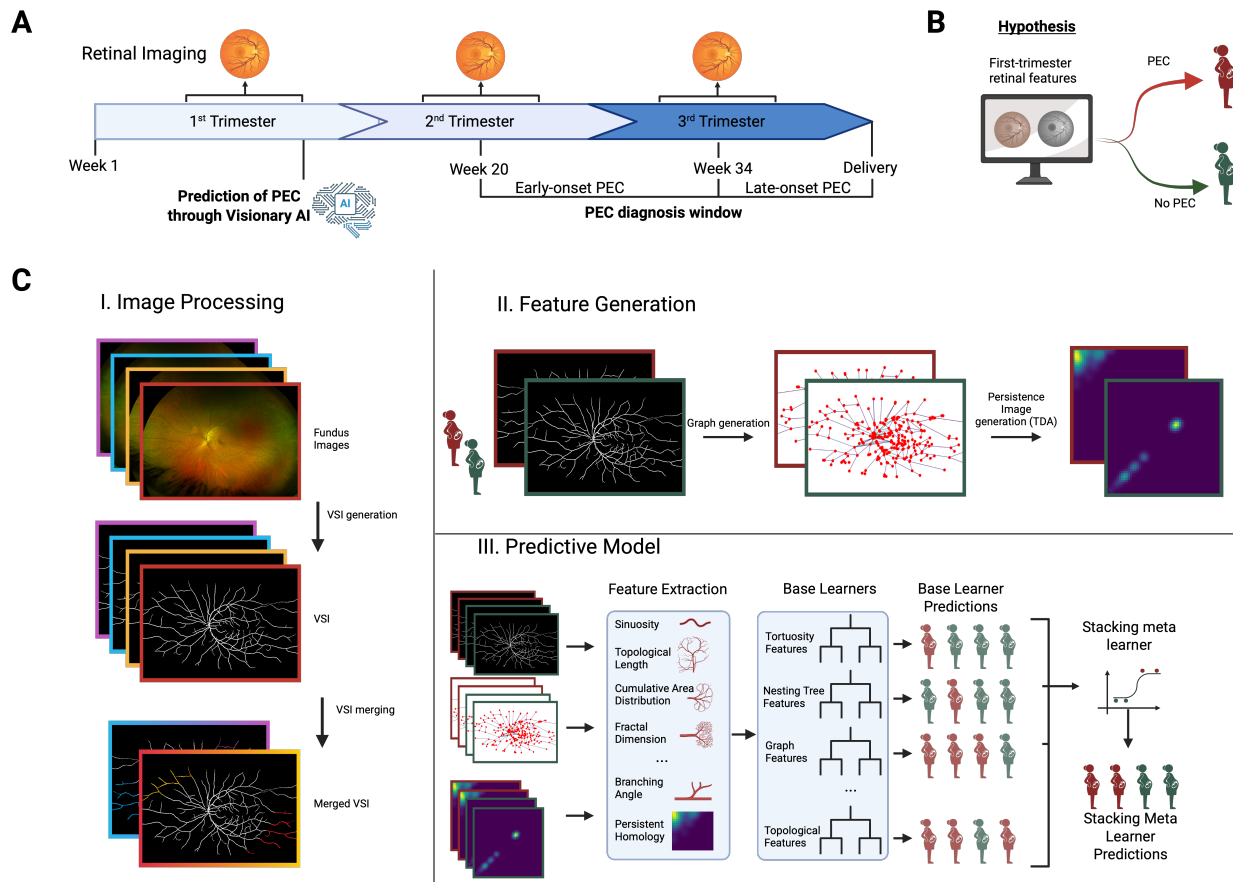 A
Retinal Imaging
1st Trimester
2nd Trimester
3rd Trimester
Week 1
Week 20
Week 34
Delivery
Prediction of PEC
through Visionary AI
AI
Early-onset PEC
Late-onset PEC
PEC diagnosis window
B
Hypothesis
First-trimester
retinal features
PEC
No PEC
C
I. Image Processing
Fundus
Images
VSI generation
VSI
VSI merging
Merged VSI
II. Feature Generation
Graph generation
Persistence
Image
generation (TDA)
III. Predictive Model
Feature Extraction
Sinuosity
Topological
Length
Cumulative Area
Distribution
Fractal
Dimension
...
Branching
Angle
Persistent
Homology
Base Learners
Tortuosity
Features
Nesting Tree
Features
Graph
Features
...
Topological
Features
Base Learner
Predictions
Stacking meta
learner
Stacking Meta
Learner
Predictions